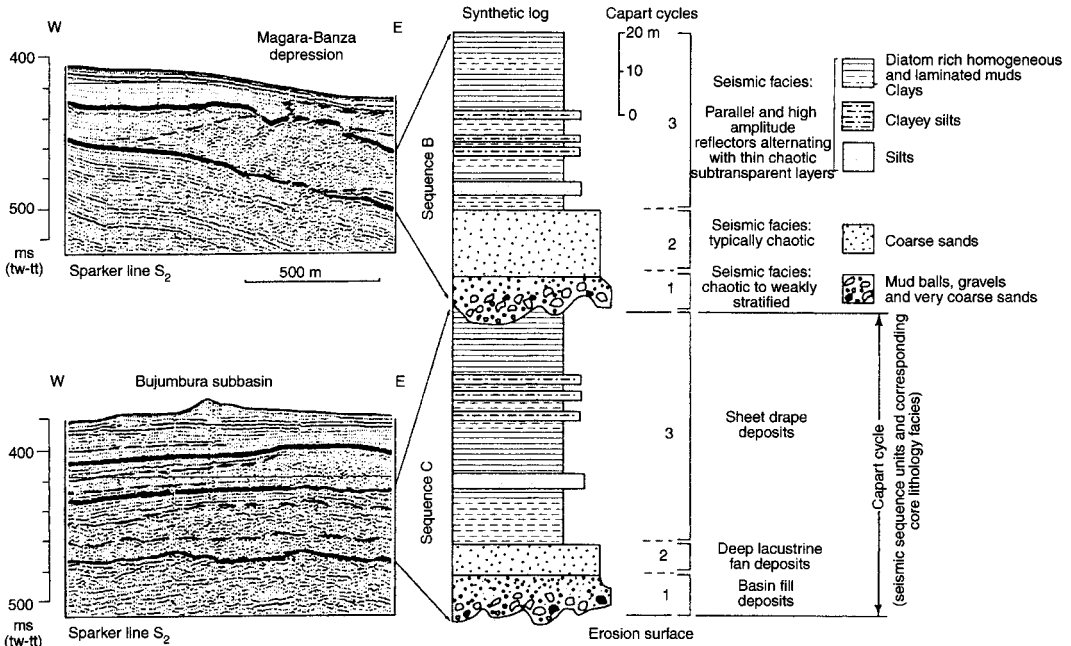 W
E
Magara-Banza
depression
400
500
ms
(tw-tt)
Sparker line S2
500 m
W
E
Bujumbura subbasin
400
500
ms
(tw-tt)
Sparker line S2
Synthetic log
Sequence B
Sequence C
Erosion surface
Capart cycles
20 m
10
0
3
2
1
3
2
1
Seismic facies:
Parallel and high
amplitude
reflectors alternating
with thin chaotic
subtransparent layers
Seismic facies:
typically chaotic
Seismic facies:
chaotic to weakly
stratified
Sheet drape
deposits
Deep lacustrine
fan deposits
Basin fill
deposits
Diatom rich homogeneous
and laminated muds
Clays
Clayey silts
Silts
Coarse sands
Mud balls, gravels
and very coarse sands
Capart cycle
(seismic sequence units and corresponding
core lithology facies)